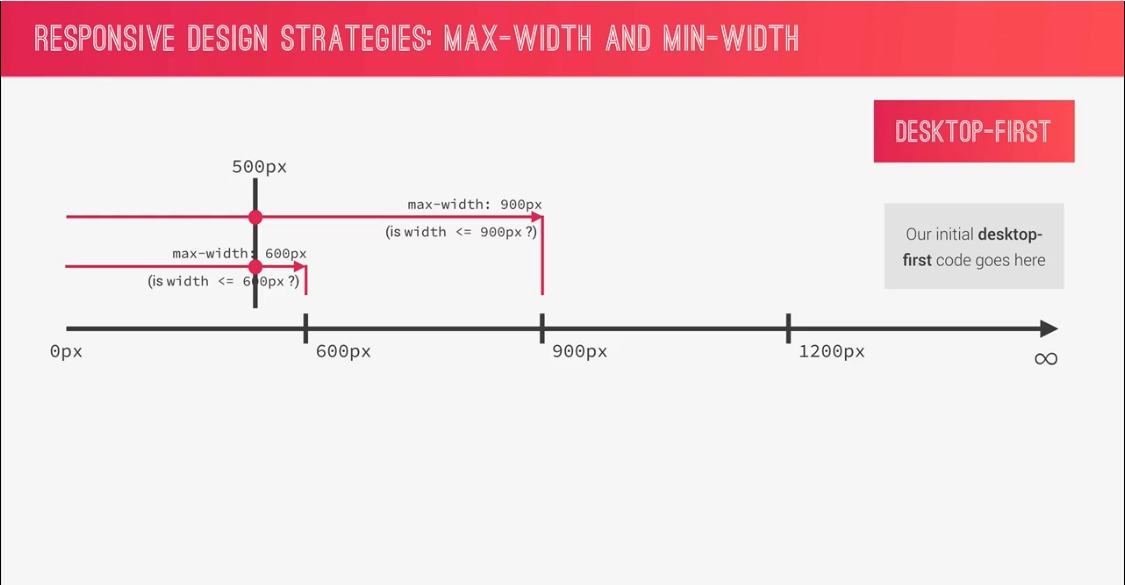 RESPONSIVE DESIGN STRATEGIES: MAX-WIDTH AND MIN-WIDTH
DESKTOP-FIRST
500px
max-width: 900px
(is width <= 900px ?)
Our initial desktop-
first code goes here
max-width: 600px
(is width <= 600px ?)
0px
600px
900px
1200px
∞